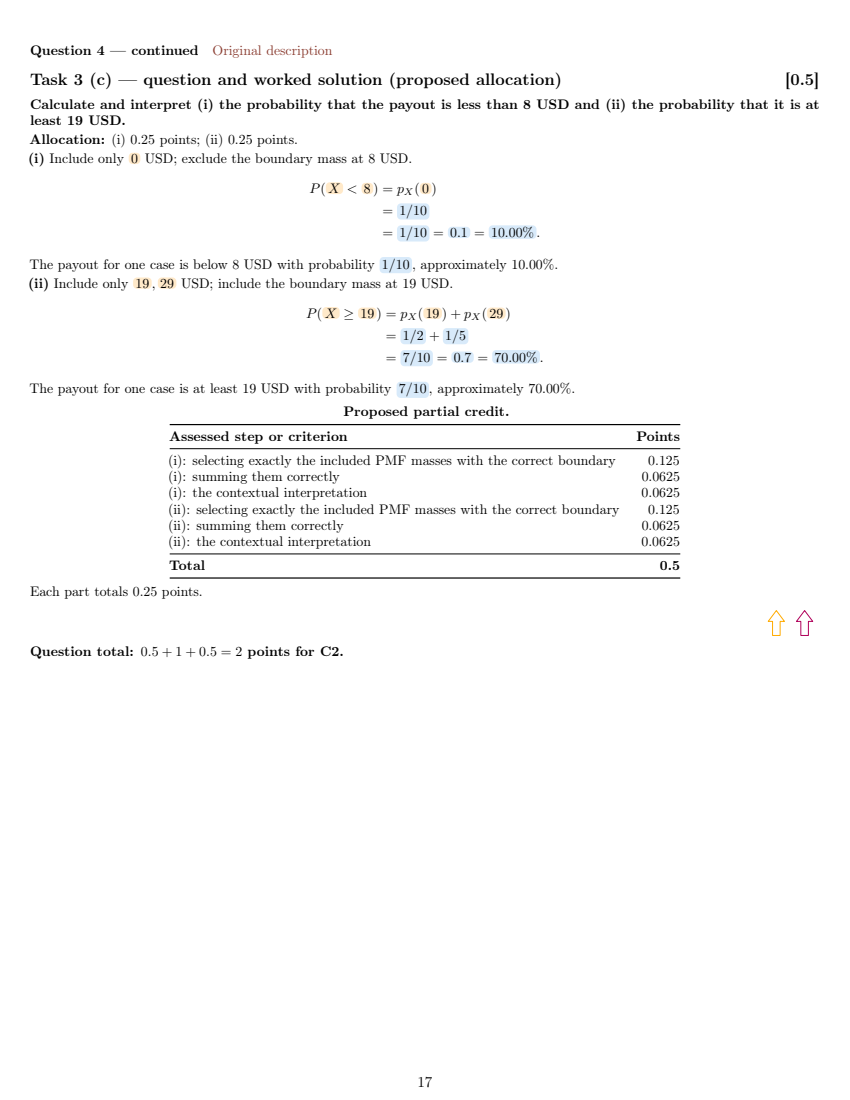 Question 4 — continued Original description
Task 3 (c) — question and worked solution (proposed allocation) [0.5]
Calculate and interpret (i) the probability that the payout is less than 8 USD and (ii) the probability that it is at
least 19 USD.
Allocation: (i) 0.25 points; (ii) 0.25 points.
(i) Include only 0 USD; exclude the boundary mass at 8 USD.
P(X < 8) = p_X(0)
= 1/10
= 1/10 = 0.1 = 10.00%.
The payout for one case is below 8 USD with probability 1/10, approximately 10.00%.
(ii) Include only 19, 29 USD; include the boundary mass at 19 USD.
P(X ≥ 19) = p_X(19) + p_X(29)
= 1/2 + 1/5
= 7/10 = 0.7 = 70.00%.
The payout for one case is at least 19 USD with probability 7/10, approximately 70.00%.
Proposed partial credit.
Assessed step or criterion Points
(i): selecting exactly the included PMF masses with the correct boundary 0.125
(i): summing them correctly 0.0625
(i): the contextual interpretation 0.0625
(ii): selecting exactly the included PMF masses with the correct boundary 0.125
(ii): summing them correctly 0.0625
(ii): the contextual interpretation 0.0625
Total 0.5
Each part totals 0.25 points.
Question total: 0.5 + 1 + 0.5 = 2 points for C2.
17